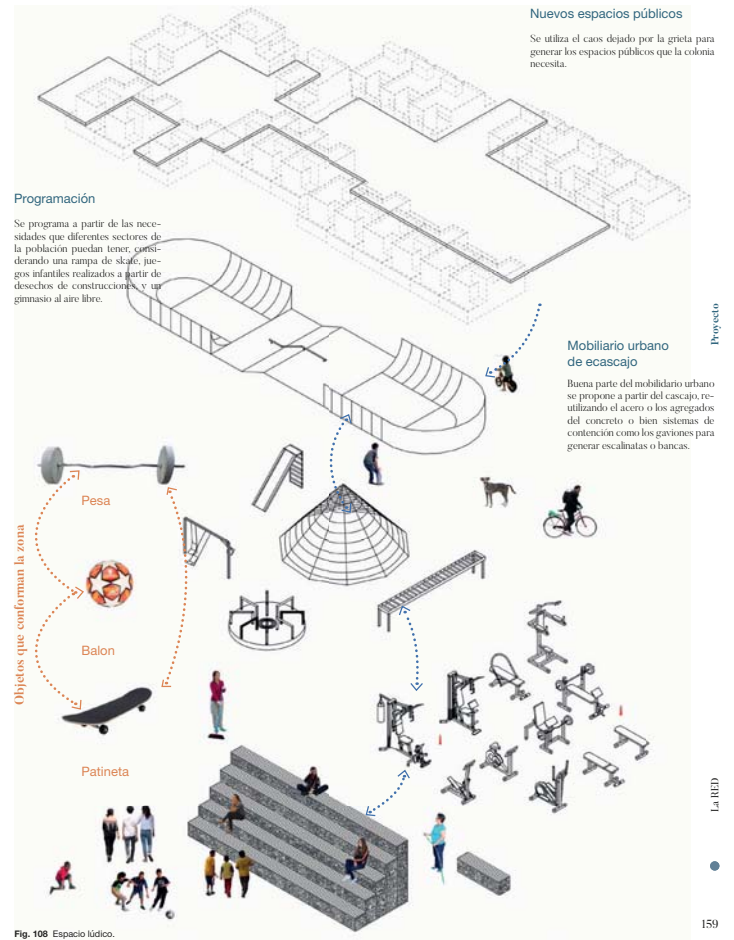 Nuevos espacios públicos
Se utiliza el caos dejado por la grieta para
generar los espacios públicos que la colonia
necesita.
Programación
Se programa a partir de las nece-
sidades que diferentes sectores de
la población puedan tener, consi-
derando una rampa de skate, jue-
gos infantiles realizados a partir de
desechos de construcciones, y un
gimnasio al aire libre.
Proyecto
Mobiliario urbano
de ecascajo
Buena parte del mobilidario urbano
se propone a partir del cascajo, re-
utilizando el acero o los agregados
del concreto o bien sistemas de
contención como los gaviones para
generar escalinatas o bancas.
Objetos que conforman la zona
Pesa
Balon
Patineta
La RED
159
Fig. 108 Espacio lúdico.